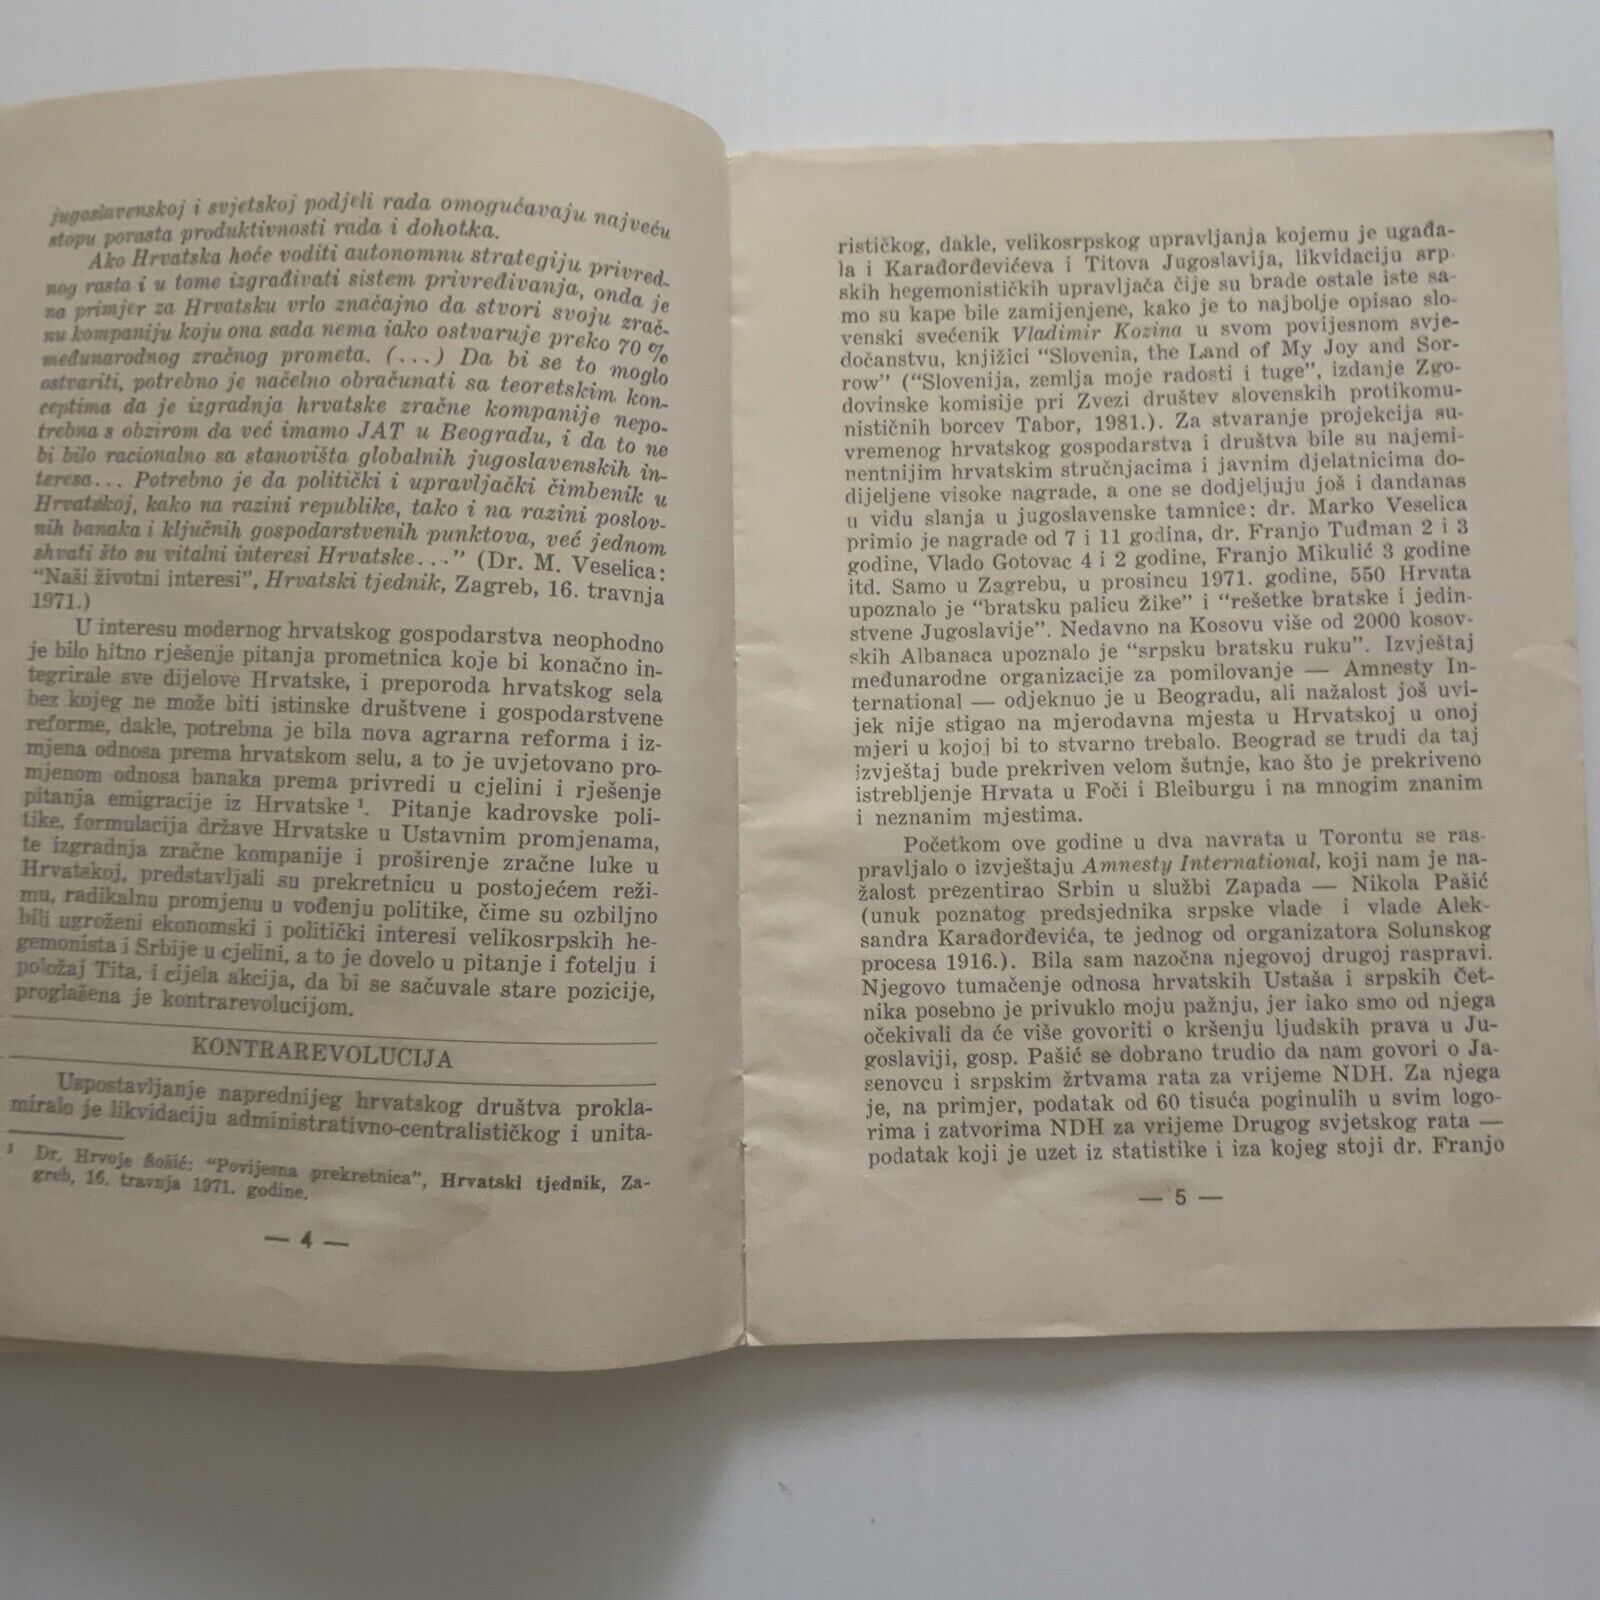 jugoslavenskoj i svjetskoj podjeli rada omogućavaju najveću
stopu porasta produktivnosti rada i dohotka.
Ako Hrvatska hoće voditi autonomnu strategiju privred-
nog rasta i u tome izgrađivati sistem privređivanja, onda je
na primjer za Hrvatsku vrlo značajno da stvori svoju zrač-
nu kompaniju koju ona sada nema iako ostvaruje preko 70 %
međunarodnog zračnog prometa. (...) Da bi se to moglo
ostvariti, potrebno je načelno obračunati sa teoretskim kon-
ceptima da je izgradnja hrvatske zračne kompanije nepo-
trebna s obzirom da već imamo JAT u Beogradu, i da to ne
bi bilo racionalno sa stanovišta globalnih jugoslavenskih in-
teresa... Potrebno je da politički i upravljački čimbenik u
Hrvatskoj, kako na razini republike, tako i na razini poslov-
nih banaka i ključnih gospodarstvenih punktova, već jednom
shvati što su vitalni interesi Hrvatske..." (Dr. M. Veselica:
"Naši životni interesi", Hrvatski tjednik, Zagreb, 16. travnja
1971.)
U interesu modernog hrvatskog gospodarstva neophodno
je bilo hitno rješenje pitanja prometnica koje bi konačno in-
tegrirale sve dijelove Hrvatske, i preporoda hrvatskog sela
bez kojeg ne može biti istinske društvene i gospodarstvene
reforme, dakle, potrebna je bila nova agrarna reforma i iz-
mjena odnosa prema hrvatskom selu, a to je uvjetovano pro-
mjenom odnosa banaka prema privredi u cjelini i rješenje
pitanja emigracije iz Hrvatske ¹. Pitanje kadrovske poli-
tike, formulacija države Hrvatske u Ustavnim promjenama,
te izgradnja zračne kompanije i proširenje zračne luke u
Hrvatskoj, predstavljali su prekretnicu u postojećem reži-
mu, radikalnu promjenu u vođenju politike, čime su ozbiljno
bili ugroženi ekonomski i politički interesi velikosrpskih he-
gemonista i Srbije u cjelini, a to je dovelo u pitanje i fotelju i
položaj Tita, i cijela akcija, da bi se sačuvale stare pozicije,
proglašena je kontrarevolucijom.
KONTRAREVOLUCIJA
Uspostavljanje naprednijeg hrvatskog društva prokla-
miralo je likvidaciju administrativno-centralističkog i unita-
¹ Dr. Hrvoje Šošić: "Povijesna prekretnica", Hrvatski tjednik, Za-
greb, 16. travnja 1971. godine.
— 4 —
rističkog, dakle, velikosrpskog upravljanja kojemu je ugađa-
la i Karađorđevićeva i Titova Jugoslavija, likvidaciju srp-
skih hegemonističkih upravljača čije su brade ostale iste sa-
mo su kape bile zamijenjene, kako je to najbolje opisao slo-
venski svećenik Vladimir Kozina u svom povijesnom svje-
dočanstvu, knjižici "Slovenia, the Land of My Joy and Sor-
row" ("Slovenija, zemlja moje radosti i tuge", izdanje Zgo-
dovinske komisije pri Zvezi društev slovenskih protikomu-
nističnih borcev Tabor, 1981.). Za stvaranje projekcija su-
vremenog hrvatskog gospodarstva i društva bile su najemi-
nentnijim hrvatskim stručnjacima i javnim djelatnicima do-
dijeljene visoke nagrade, a one se dodjeljuju još i dandanas
u vidu slanja u jugoslavenske tamnice: dr. Marko Veselica
primio je nagrade od 7 i 11 godina, dr. Franjo Tuđman 2 i 3
godine, Vlado Gotovac 4 i 2 godine, Franjo Mikulić 3 godine
itd. Samo u Zagrebu, u prosincu 1971. godine, 550 Hrvata
upoznalo je "bratsku palicu Žike" i "rešetke bratske i jedin-
stvene Jugoslavije". Nedavno na Kosovu više od 2000 kosov-
skih Albanaca upoznalo je "srpsku bratsku ruku". Izvještaj
međunarodne organizacije za pomilovanje — Amnesty In-
ternational — odjeknuo je u Beogradu, ali nažalost još uvi-
jek nije stigao na mjerodavna mjesta u Hrvatskoj u onoj
mjeri u kojoj bi to stvarno trebalo. Beograd se trudi da taj
izvještaj bude prekriven velom šutnje, kao što je prekriveno
istrebljenje Hrvata u Foči i Bleiburgu i na mnogim znanim
i neznanim mjestima.
Početkom ove godine u dva navrata u Torontu se ras-
pravljalo o izvještaju Amnesty International, koji nam je na-
žalost prezentirao Srbin u službi Zapada — Nikola Pašić
(unuk poznatog predsjednika srpske vlade i vlade Alek-
sandra Karađorđevića, te jednog od organizatora Solunskog
procesa 1916.). Bila sam nazočna njegovoj drugoj raspravi.
Njegovo tumačenje odnosa hrvatskih Ustaša i srpskih Čet-
nika posebno je privuklo moju pažnju, jer iako smo od njega
očekivali da će više govoriti o kršenju ljudskih prava u Ju-
goslaviji, gosp. Pašić se dobrano trudio da nam govori o Ja-
senovcu i srpskim žrtvama rata za vrijeme NDH. Za njega
je, na primjer, podatak od 60 tisuća poginulih u svim logo-
rima i zatvorima NDH za vrijeme Drugog svjetskog rata —
podatak koji je uzet iz statistike i iza kojeg stoji dr. Franjo
— 5 —